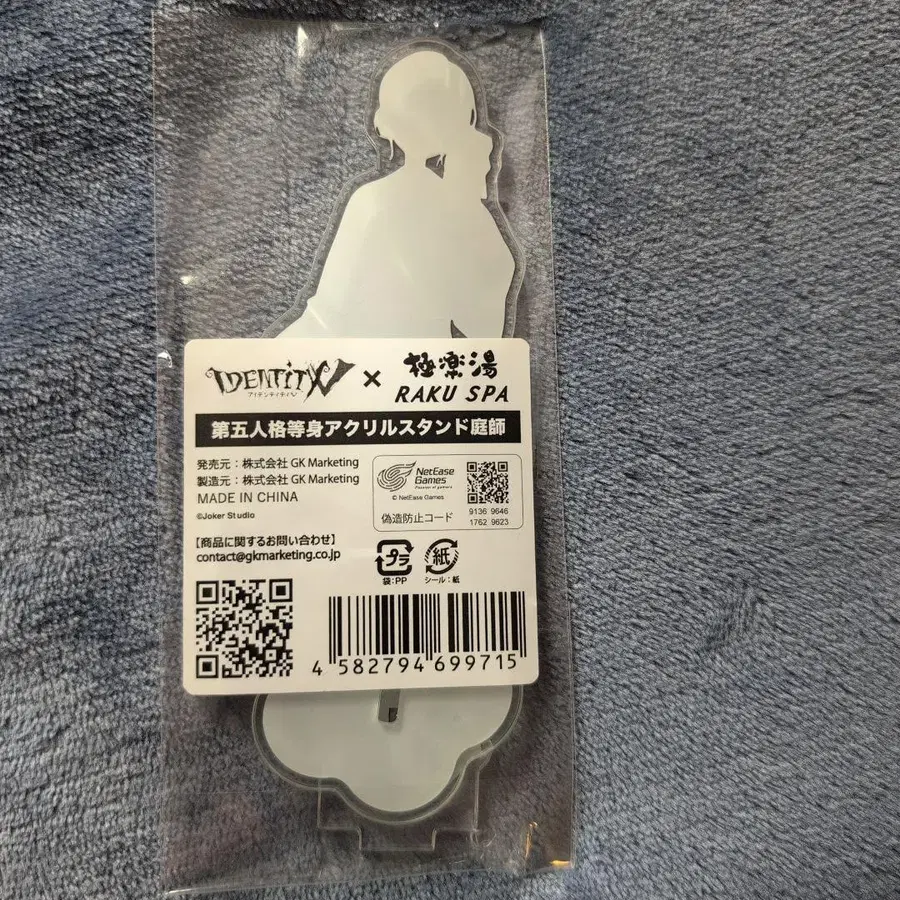 IDENTITY V
アイデンティティV
×
極楽湯
RAKU SPA
第五人格等身アクリルスタンド庭師
発売元：株式会社 GK Marketing
製造元：株式会社 GK Marketing
MADE IN CHINA
©Joker Studio
NetEase Games
© NetEase Games
偽造防止コード
9136 9646
1762 9623
【商品に関するお問い合わせ】
contact@gkmarketing.co.jp
プラ
袋：PP
紙
シール：紙
4 582794 699715